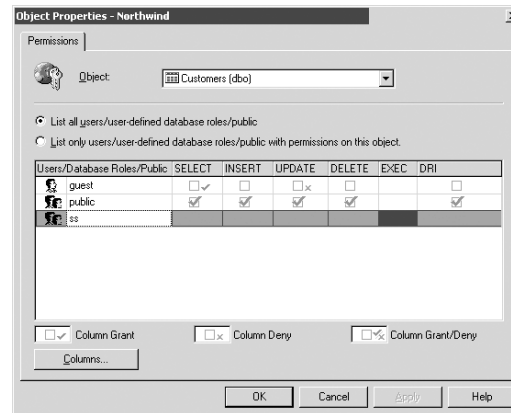 Object Properties - Northwind
Permissions
Object: Customers (dbo)
List all users/user-defined database roles/public
List only users/user-defined database roles/public with permissions on this object.
Users/Database Roles/Public SELECT INSERT UPDATE DELETE EXEC DRI
guest
public
ss
Column Grant Column Deny Column Grant/Deny
Columns...
OK Cancel Apply Help